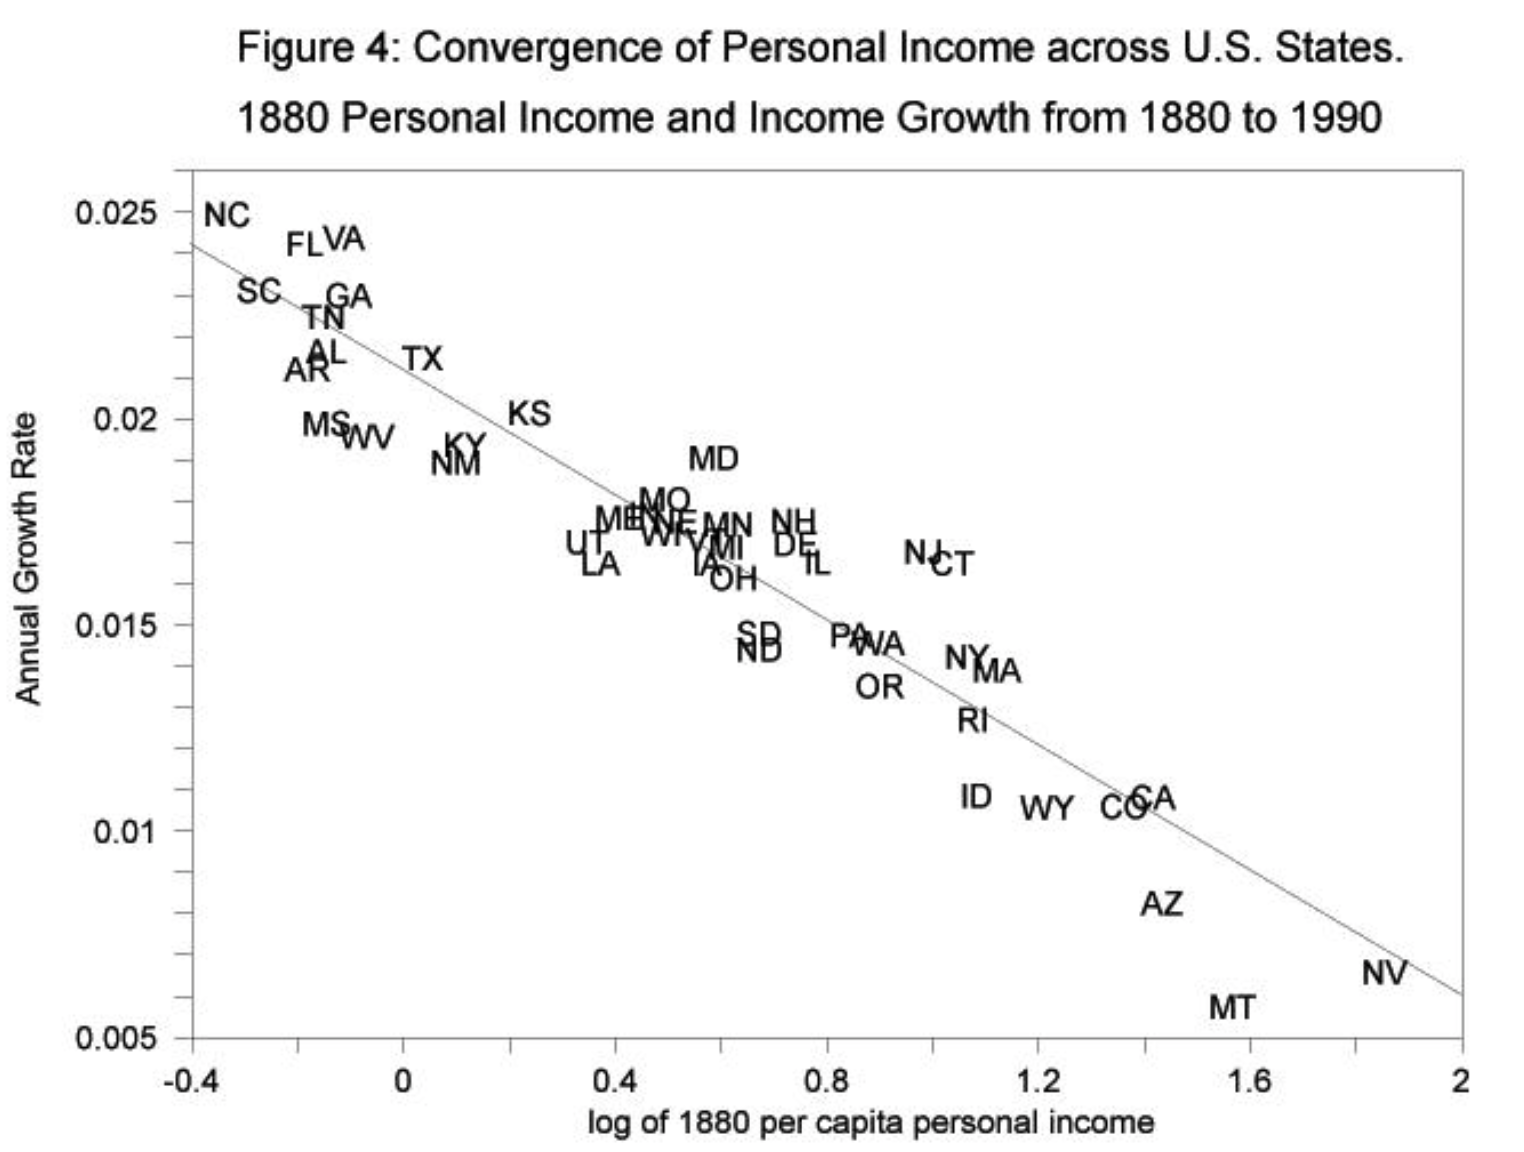 Figure 4: Convergence of Personal Income across U.S. States.
1880 Personal Income and Income Growth from 1880 to 1990
Annual Growth Rate
0.025
0.02
0.015
0.01
0.005
NC
FL VA
SC GA
TN
AL
AR
TX
MS WV
KS
KY
NM
MD
MO
ME NE MN NH
UT WI MI DE
LA IA IL
OH
NJ CT
SD
ND
PA WA
OR
NY MA
RI
ID WY CO CA
AZ
NV
MT
-0.4 0 0.4 0.8 1.2 1.6 2
log of 1880 per capita personal income